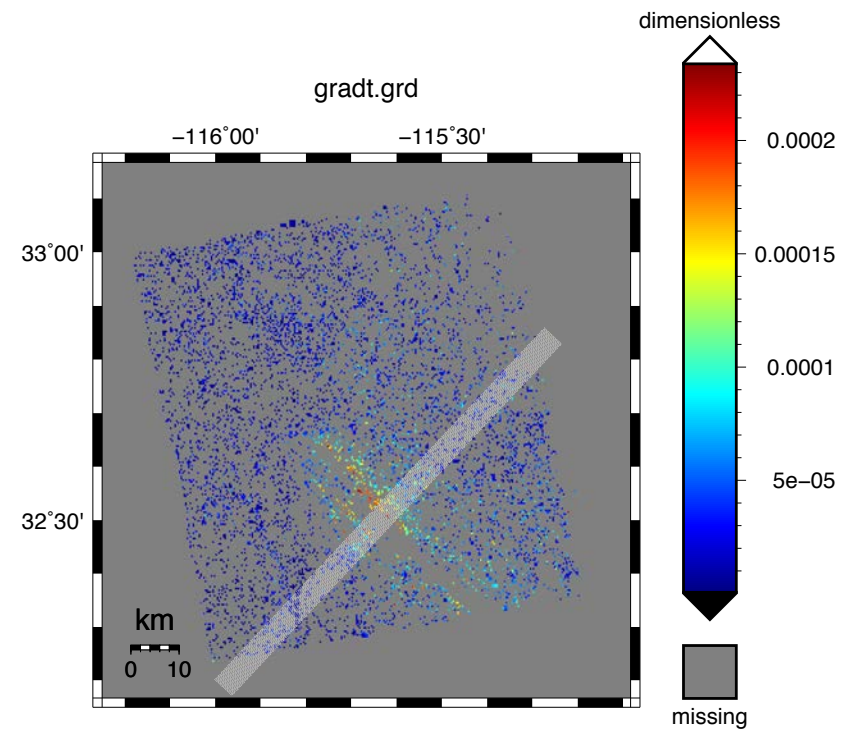 dimensionless
gradt.grd
−116˚00' −115˚30'
0.0002
33˚00'
0.00015
0.0001
5e−05
32˚30'
km
0 10
missing